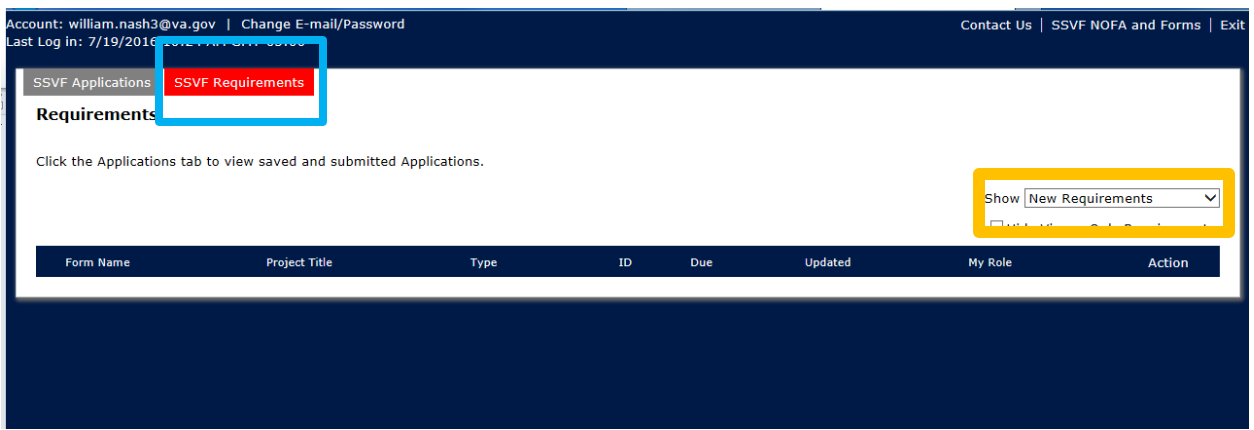 Account: william.nash3@va.gov | Change E-mail/Password
Contact Us | SSVF NOFA and Forms | Exit
Last Log in: 7/19/2016
SSVF Applications SSVF Requirements
Requirements
Click the Applications tab to view saved and submitted Applications.
Show New Requirements
Form Name Project Title Type ID Due Updated My Role Action